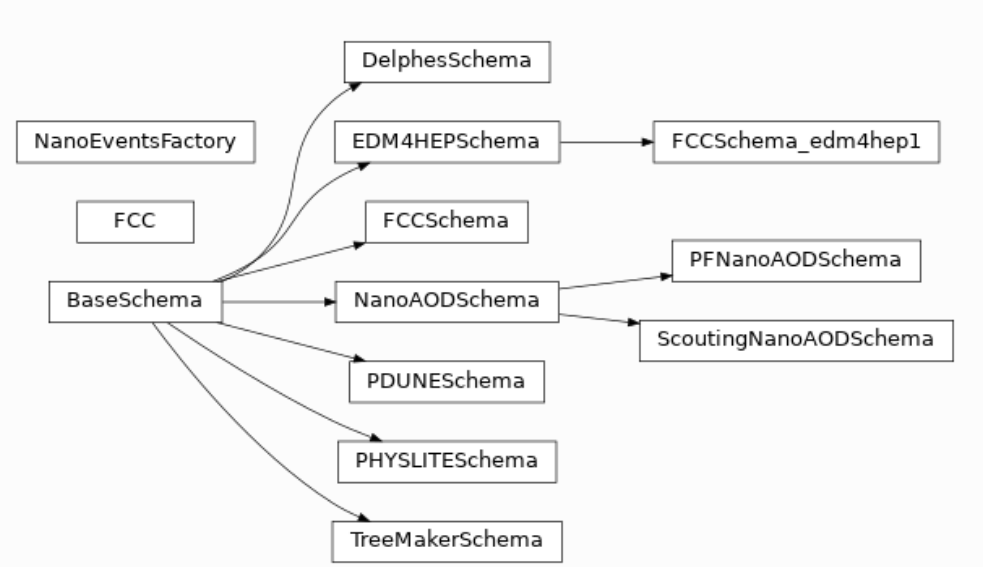 DelphesSchema
NanoEventsFactory
EDM4HEPSchema
FCCSchema_edm4hep1
FCC
FCCSchema
PFNanoAODSchema
BaseSchema
NanoAODSchema
ScoutingNanoAODSchema
PDUNESchema
PHYSLITESchema
TreeMakerSchema